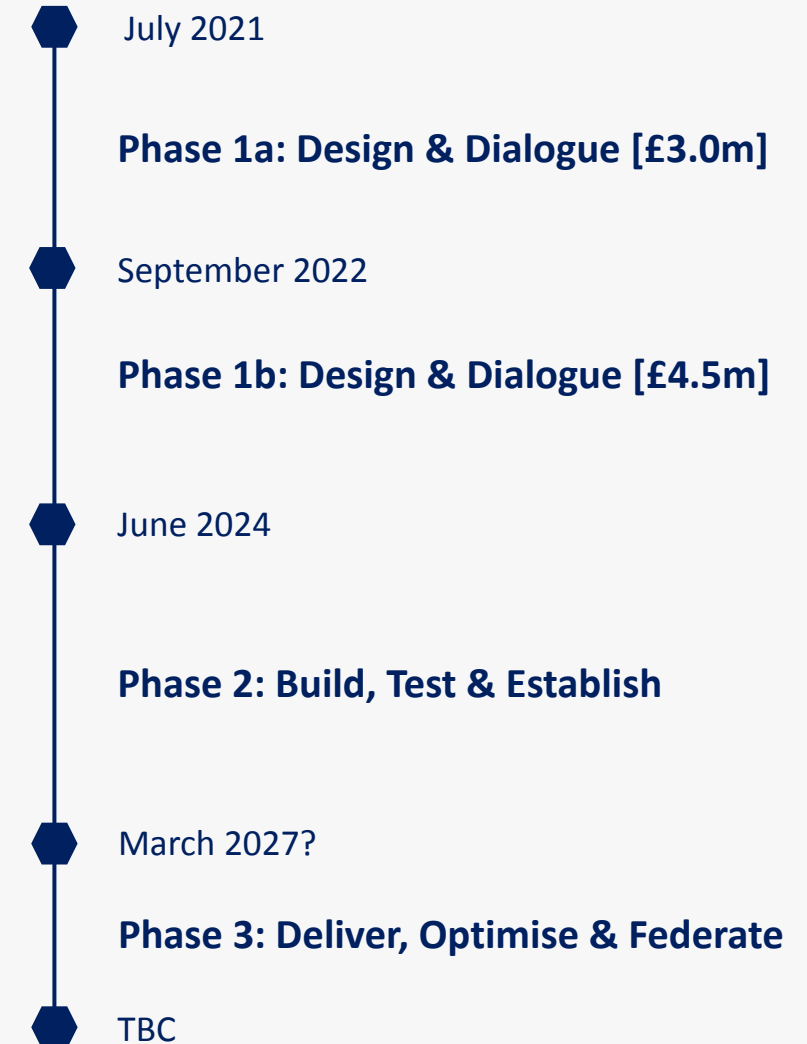 July 2021
Phase 1a: Design & Dialogue [£3.0m]
September 2022
Phase 1b: Design & Dialogue [£4.5m]
June 2024
Phase 2: Build, Test & Establish
March 2027?
Phase 3: Deliver, Optimise & Federate
TBC